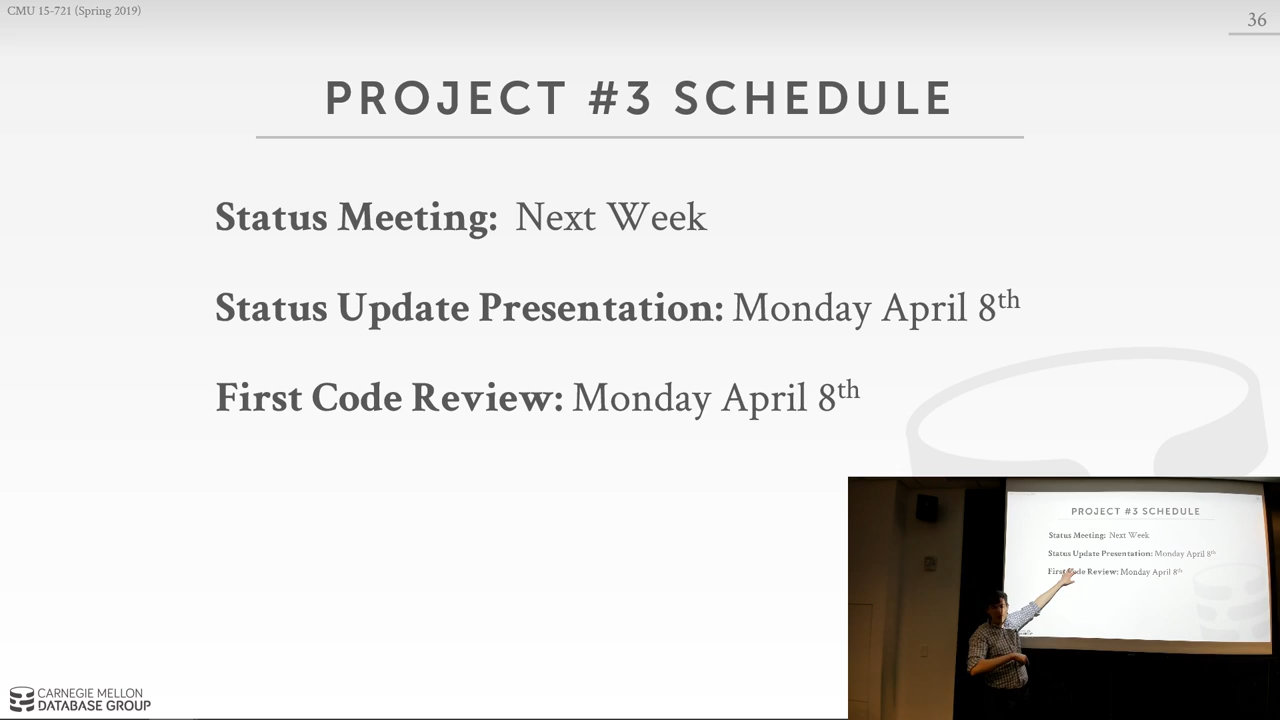 CMU 15-721 (Spring 2019)
36
PROJECT #3 SCHEDULE
Status Meeting: Next Week
Status Update Presentation: Monday April 8th
First Code Review: Monday April 8th
CARNEGIE MELLON
DATABASE GROUP
PROJECT #3 SCHEDULE
Status Meeting: Next Week
Status Update Presentation: Monday April 8th
First Code Review: Monday April 8th